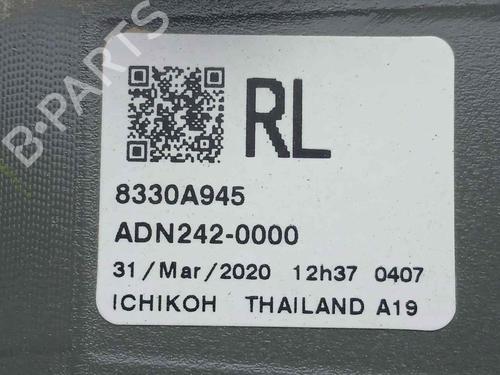 B-PARTS
RL
8330A945
ADN242-0000
31/Mar/2020 12h37 0407
ICHIKOH THAILAND A19